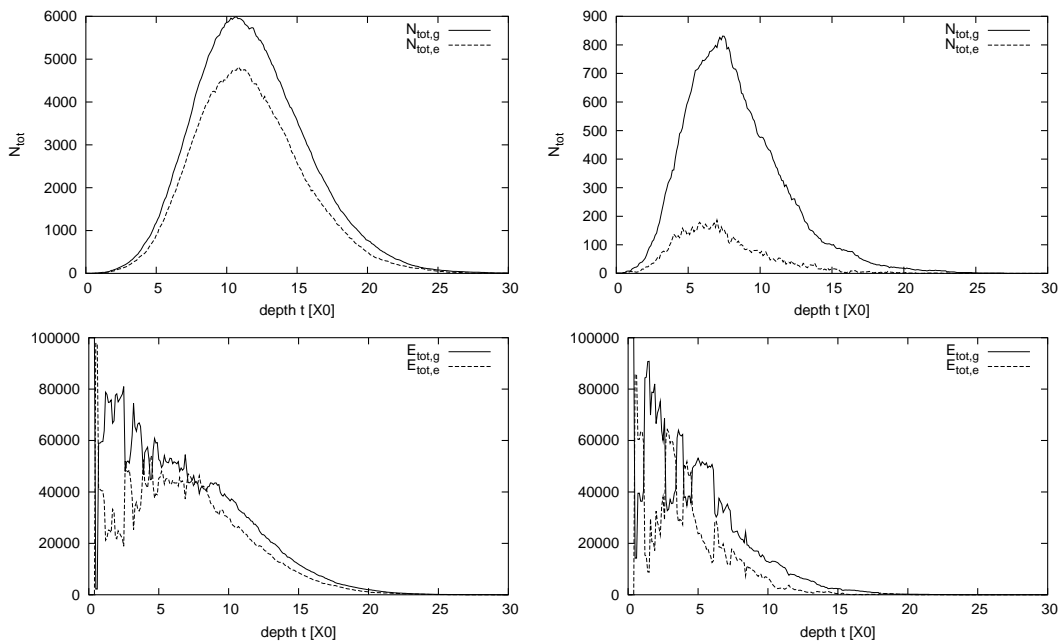 6000
5000
4000
3000
2000
1000
0
N_tot
0 5 10 15 20 25 30
depth t [X0]
N_tot,g
N_tot,e
900
800
700
600
500
400
300
200
100
0
N_tot
0 5 10 15 20 25 30
depth t [X0]
N_tot,g
N_tot,e
100000
80000
60000
40000
20000
0
0 5 10 15 20 25 30
depth t [X0]
E_tot,g
E_tot,e
100000
80000
60000
40000
20000
0
0 5 10 15 20 25 30
depth t [X0]
E_tot,g
E_tot,e